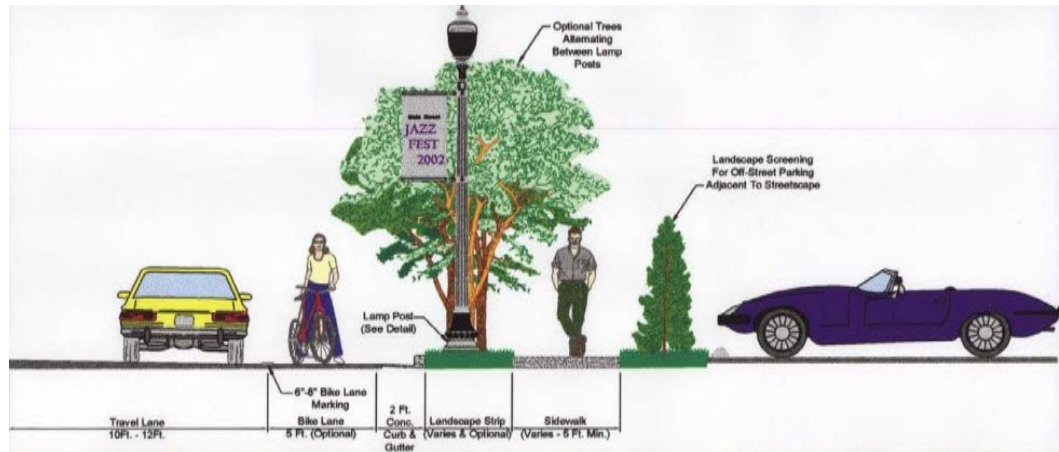 Optional Trees
Alternating
Between Lamp
Posts
Main Street
JAZZ
FEST
2002
Landscape Screening
For Off-Street Parking
Adjacent To Streetscape
Lamp Post
(See Detail)
6"-8" Bike Lane
Marking
Travel Lane
10Ft. - 12Ft.
Bike Lane
5 Ft. (Optional)
2 Ft.
Conc.
Curb &
Gutter
Landscape Strip
(Varies & Optional)
Sidewalk
(Varies - 5 Ft. Min.)